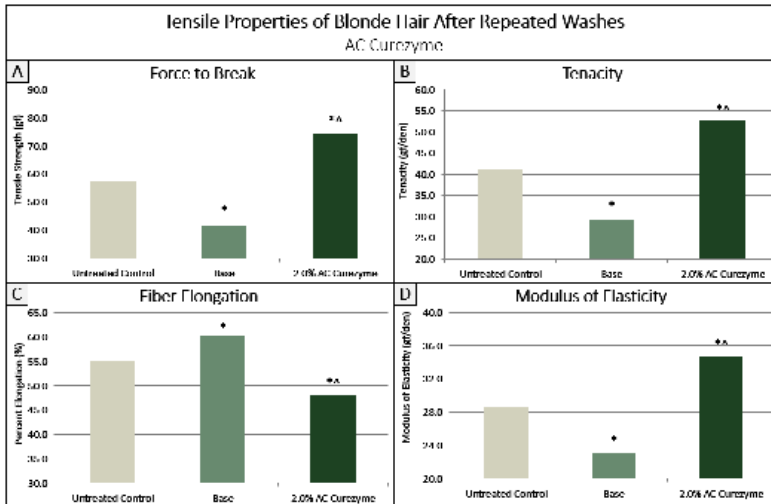 Tensile Properties of Blonde Hair After Repeated Washes
AC Curezyme
A
Force to Break
Tensile Strength (gf)
90.0
80.0
70.0
60.0
50.0
40.0
30.0
*
*^
Untreated Control
Base
2.0% AC Curezyme
B
Tenacity
Tenacity (gf/den)
60.0
55.0
50.0
45.0
40.0
35.0
30.0
25.0
20.0
*
*^
Untreated Control
Base
2.0% AC Curezyme
C
Fiber Elongation
Percent Elongation (%)
65.0
60.0
55.0
50.0
45.0
40.0
35.0
30.0
*
*^
Untreated Control
Base
2.0% AC Curezyme
D
Modulus of Elasticity
Modulus of Elasticity (gf/den)
40.0
36.0
32.0
28.0
24.0
20.0
*
*^
Untreated Control
Base
2.0% AC Curezyme